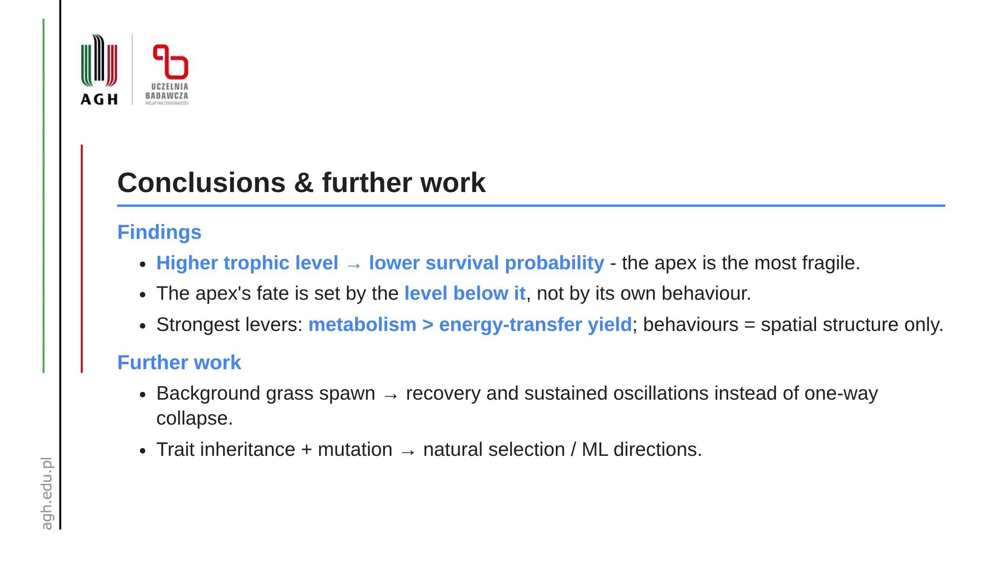 AGH
UCZELNIA
BADAWCZA
INICJATYWA DOSKONAŁOŚCI
Conclusions & further work
Findings
• Higher trophic level → lower survival probability - the apex is the most fragile.
• The apex's fate is set by the level below it, not by its own behaviour.
• Strongest levers: metabolism > energy-transfer yield; behaviours = spatial structure only.
Further work
• Background grass spawn → recovery and sustained oscillations instead of one-way
collapse.
• Trait inheritance + mutation → natural selection / ML directions.
agh.edu.pl